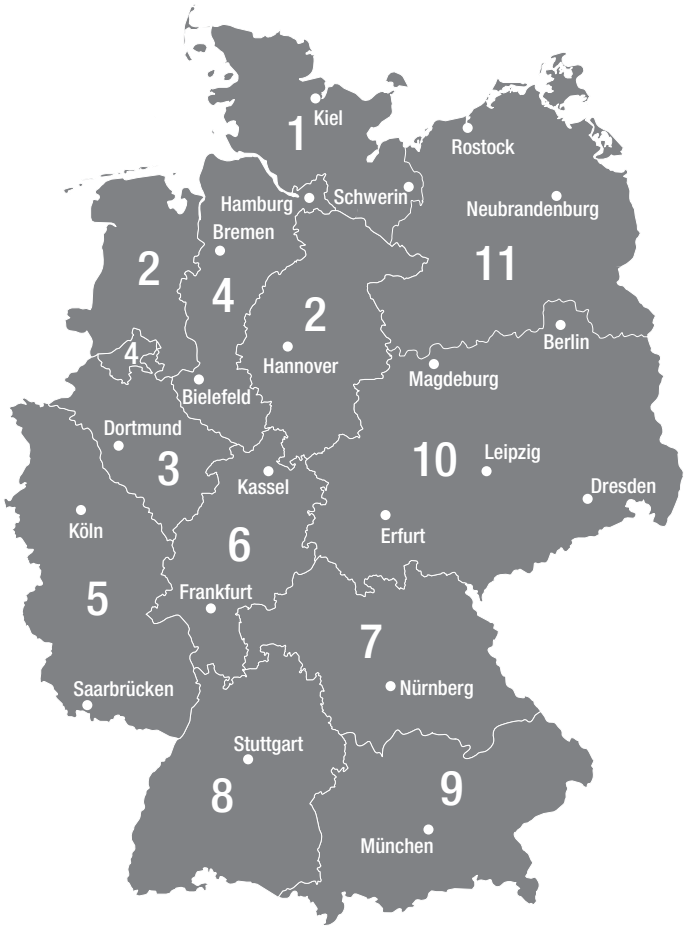 Kiel
1
Rostock
Hamburg
Schwerin
Neubrandenburg
Bremen
2
4
2
11
Berlin
4
Hannover
Magdeburg
Bielefeld
Dortmund
3
10
Leipzig
Kassel
Dresden
Köln
6
Erfurt
5
Frankfurt
7
Saarbrücken
Nürnberg
Stuttgart
8
9
München